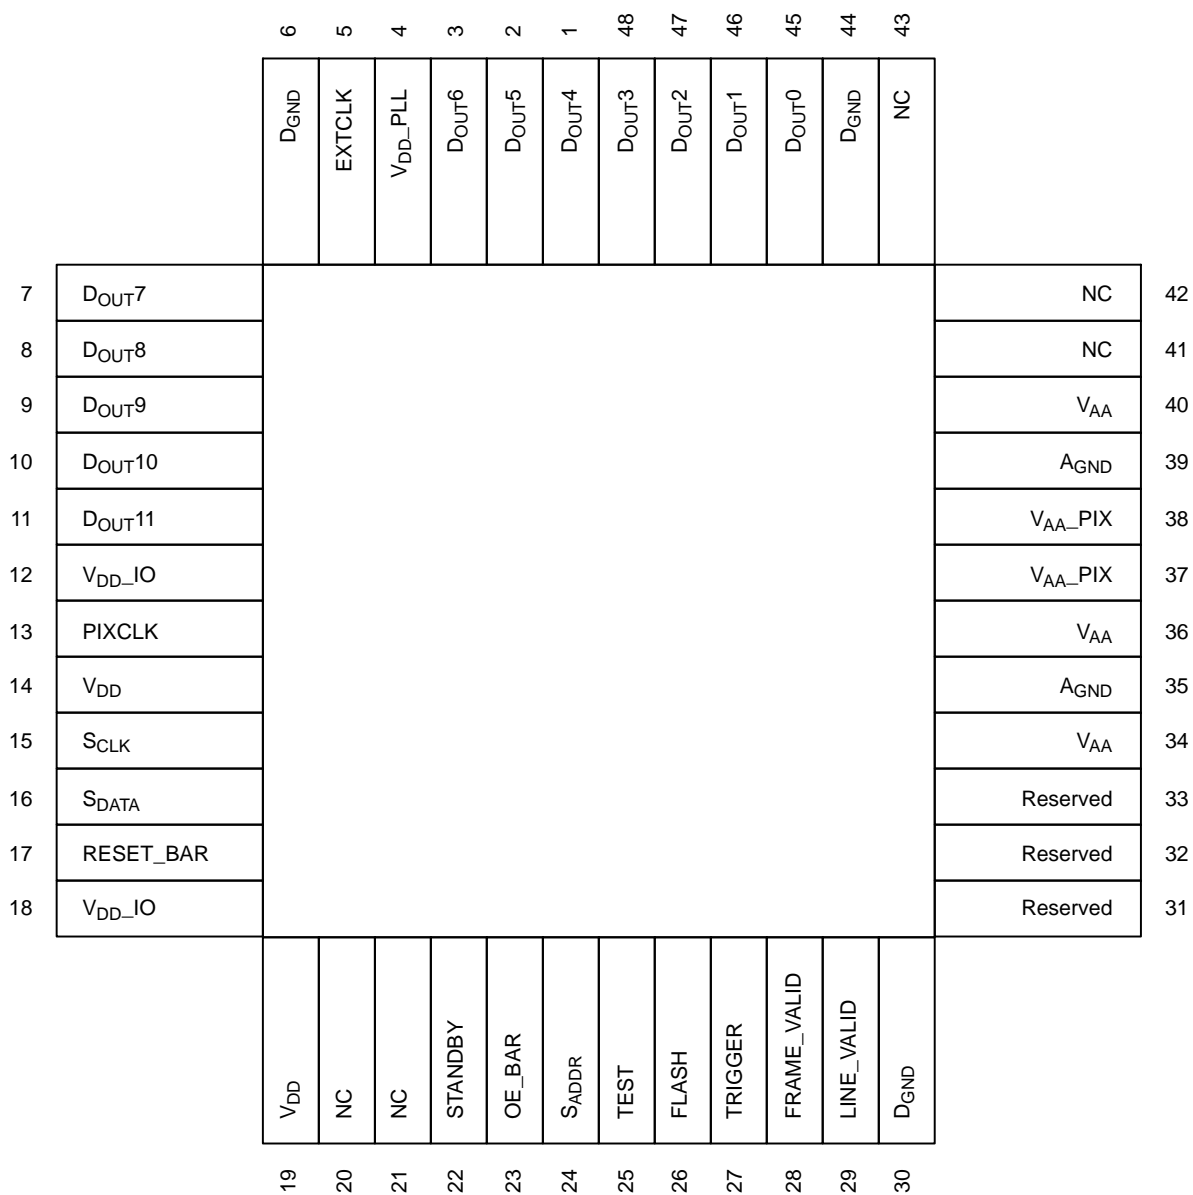 6 5 4 3 2 1 48 47 46 45 44 43
DGND
EXTCLK
VDD_PLL
DOUT6
DOUT5
DOUT4
DOUT3
DOUT2
DOUT1
DOUT0
DGND
NC
7 DOUT7
8 DOUT8
9 DOUT9
10 DOUT10
11 DOUT11
12 VDD_IO
13 PIXCLK
14 VDD
15 SCLK
16 SDATA
17 RESET_BAR
18 VDD_IO
NC 42
NC 41
VAA 40
AGND 39
VAA_PIX 38
VAA_PIX 37
VAA 36
AGND 35
VAA 34
Reserved 33
Reserved 32
Reserved 31
VDD
NC
NC
STANDBY
OE_BAR
SADDR
TEST
FLASH
TRIGGER
FRAME_VALID
LINE_VALID
DGND
19 20 21 22 23 24 25 26 27 28 29 30